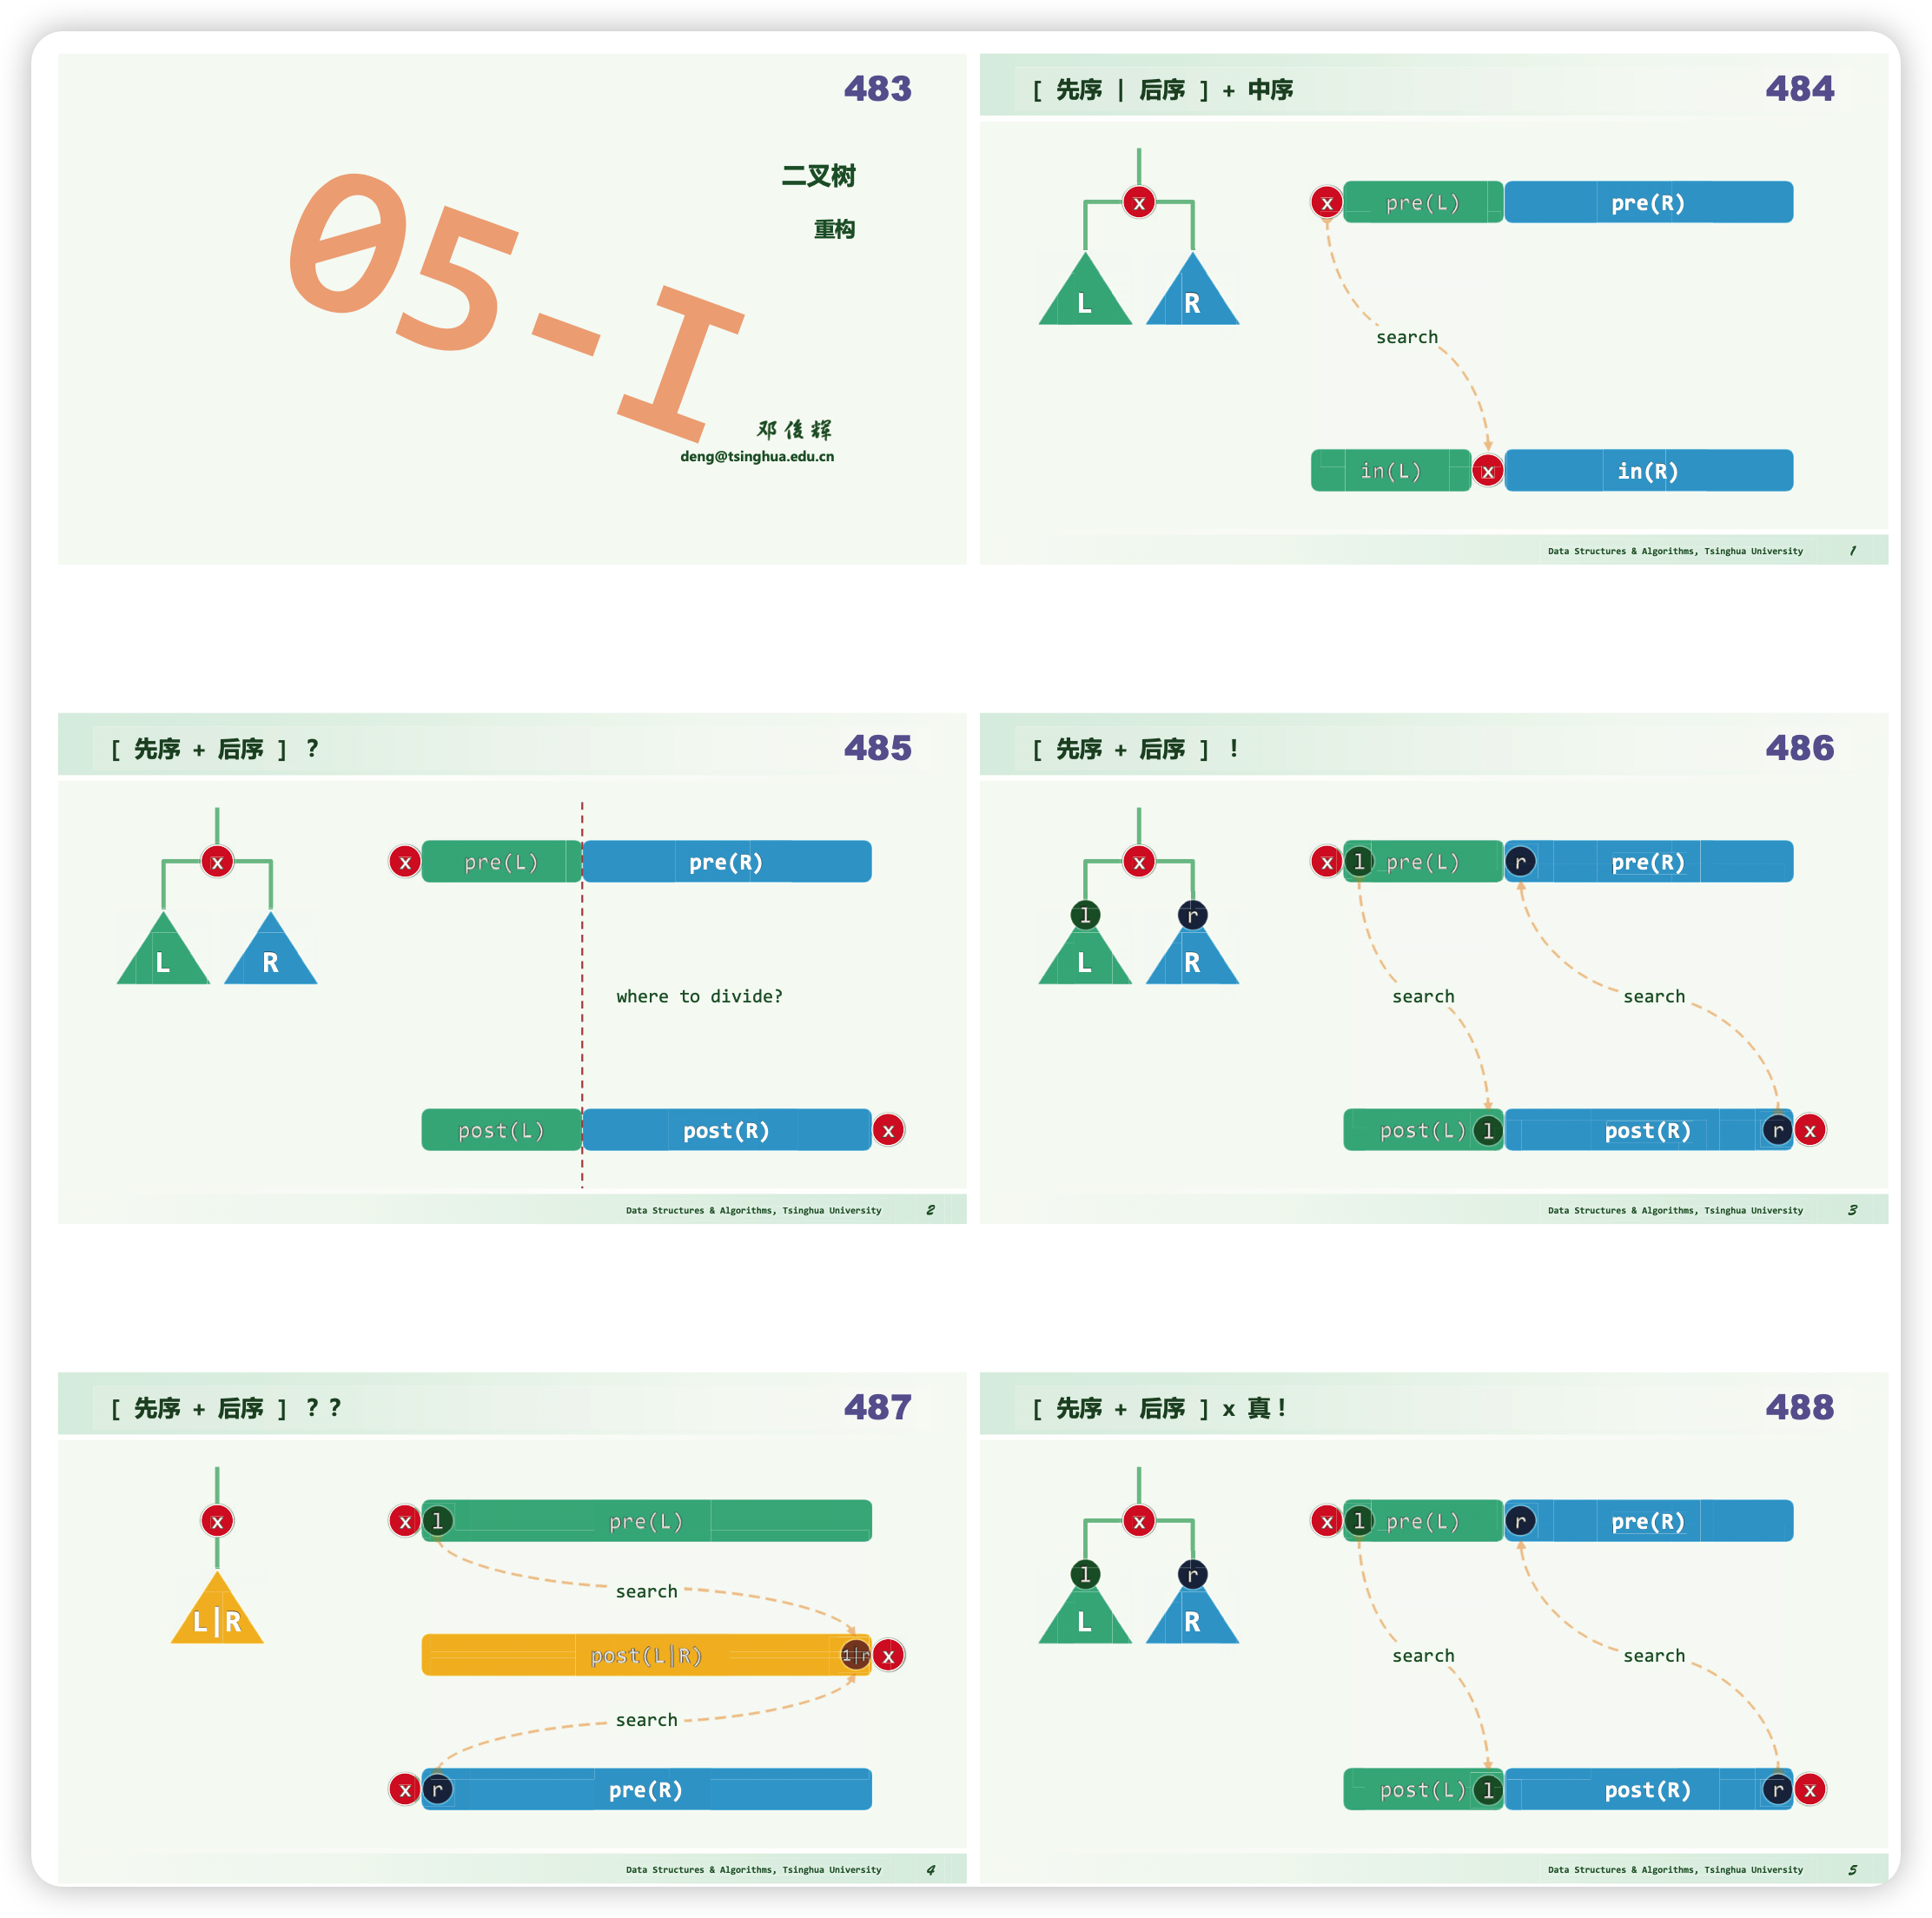 483
二叉树
重构
05-I
邓俊辉
deng@tsinghua.edu.cn
[ 先序 | 后序 ] + 中序
484
x
x pre(L) pre(R)
L R
search
in(L) x in(R)
Data Structures & Algorithms, Tsinghua University 1
[ 先序 + 后序 ] ?
485
x
x pre(L) pre(R)
L R
where to divide?
post(L) post(R) x
Data Structures & Algorithms, Tsinghua University 2
[ 先序 + 后序 ] !
486
x
x l pre(L) r pre(R)
l r
L R
search search
post(L) l post(R) r x
Data Structures & Algorithms, Tsinghua University 3
[ 先序 + 后序 ] ??
487
x
x l pre(L)
search
L|R
post(L|R) l|r x
search
x r pre(R)
Data Structures & Algorithms, Tsinghua University 4
[ 先序 + 后序 ] x 真!
488
x
x l pre(L) r pre(R)
l r
L R
search search
post(L) l post(R) r x
Data Structures & Algorithms, Tsinghua University 5